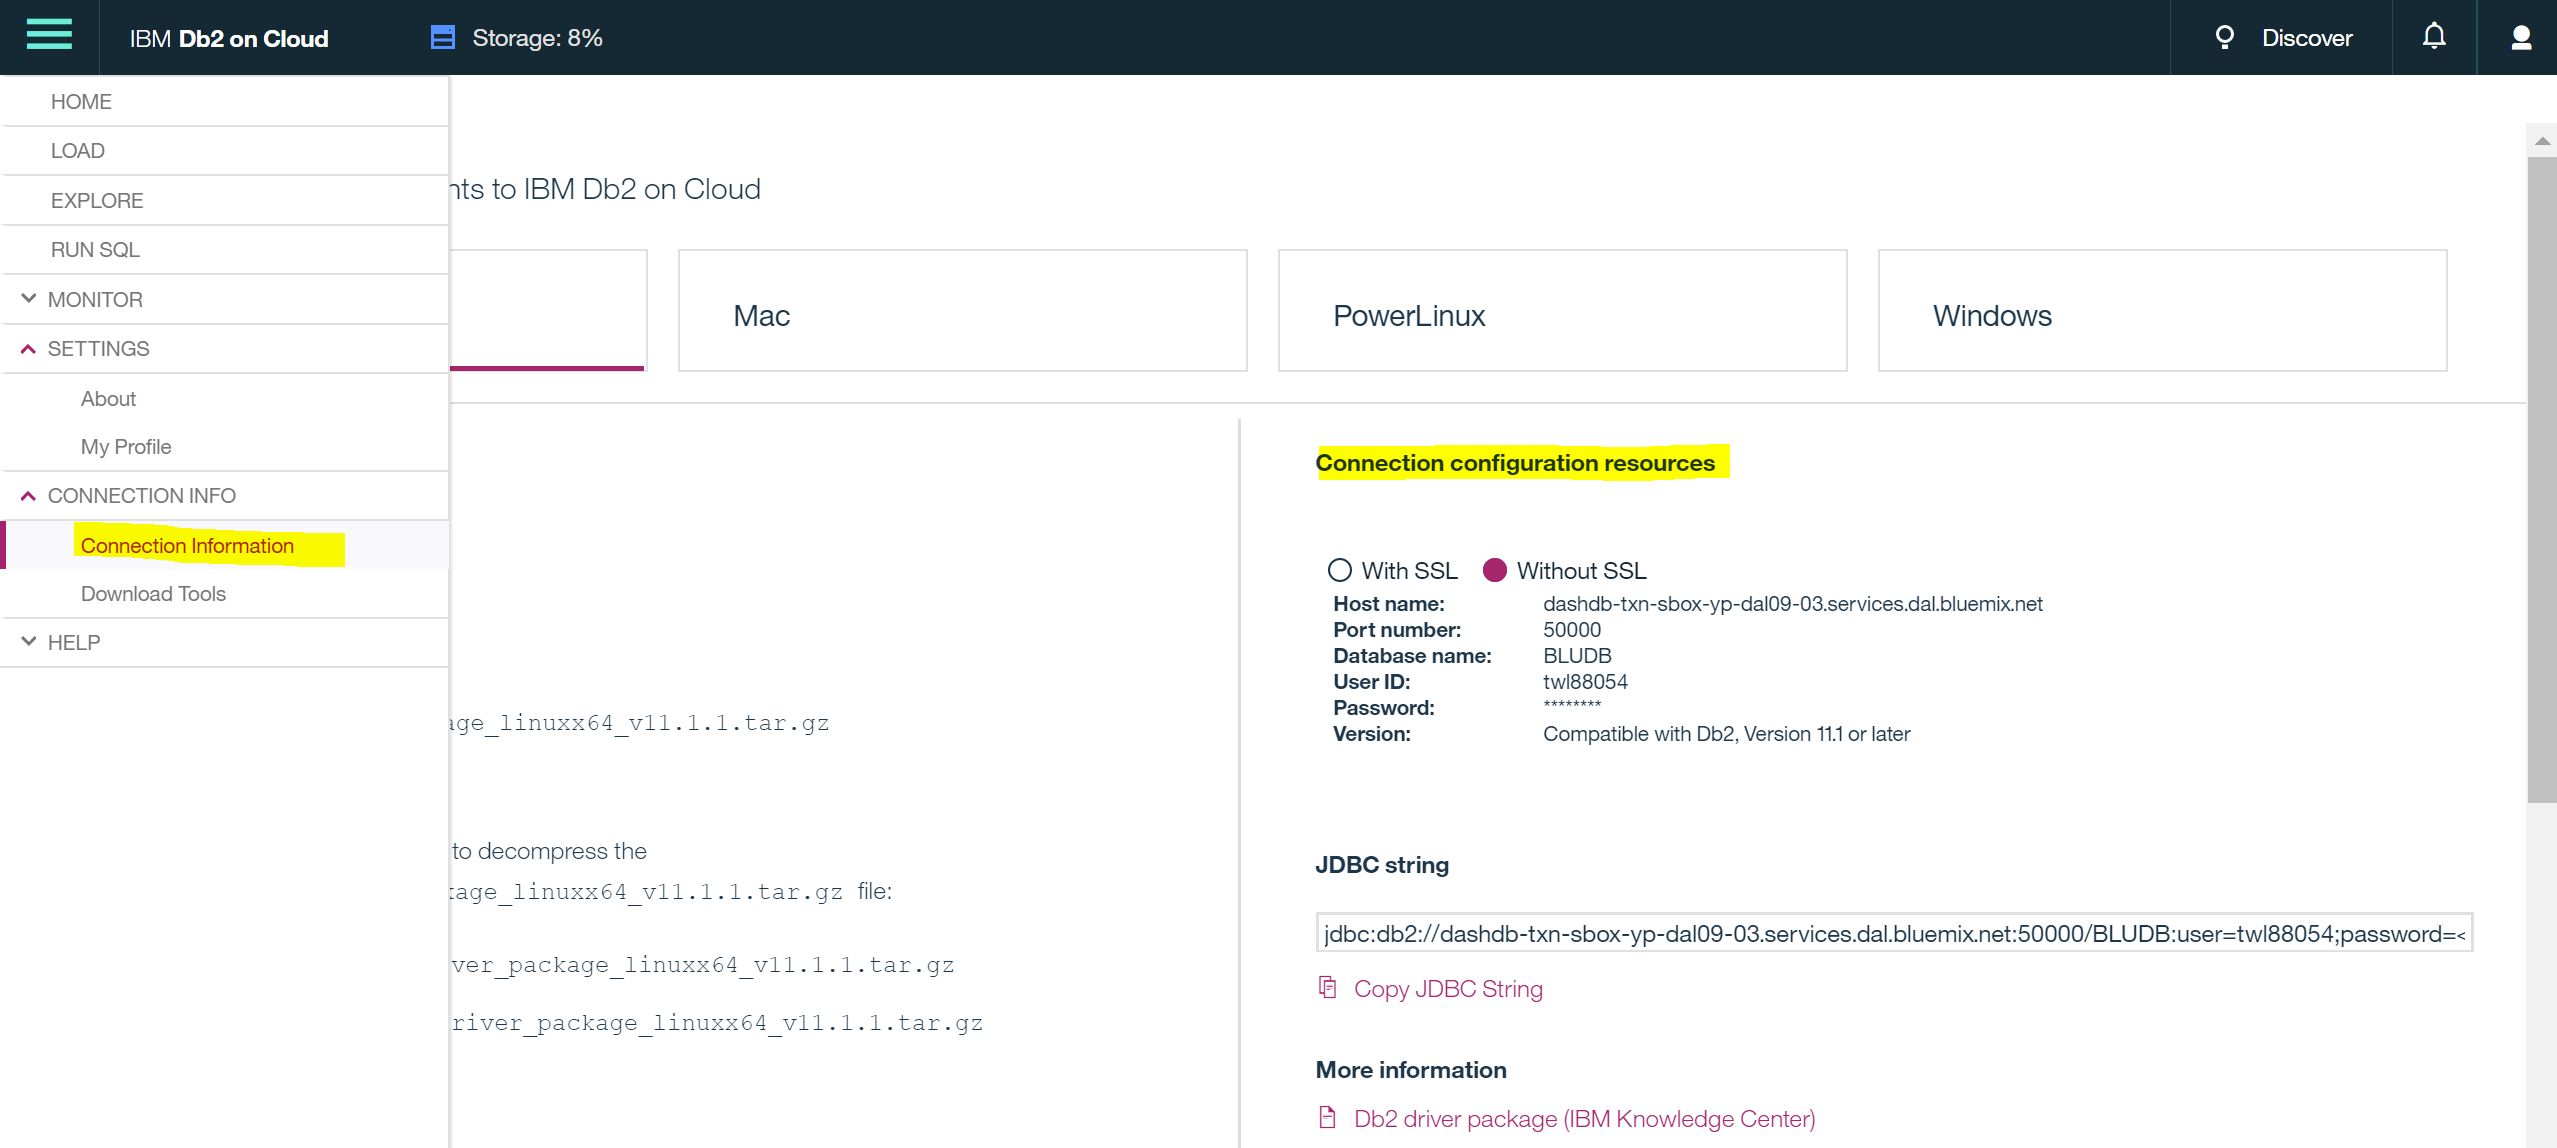 IBM Db2 on Cloud
Storage: 8%
Discover
HOME
LOAD
EXPLORE
RUN SQL
MONITOR
SETTINGS
About
My Profile
CONNECTION INFO
Connection Information
Download Tools
HELP
nts to IBM Db2 on Cloud
Mac
PowerLinux
Windows
age_linuxx64_v11.1.1.tar.gz
to decompress the
kage_linuxx64_v11.1.1.tar.gz file:
ver_package_linuxx64_v11.1.1.tar.gz
river_package_linuxx64_v11.1.1.tar.gz
Connection configuration resources
With SSL Without SSL
Host name: dashdb-txn-sbox-yp-dal09-03.services.dal.bluemix.net
Port number: 50000
Database name: BLUDB
User ID: twl88054
Password: ********
Version: Compatible with Db2, Version 11.1 or later
JDBC string
jdbc:db2://dashdb-txn-sbox-yp-dal09-03.services.dal.bluemix.net:50000/BLUDB:user=twl88054;password=<
Copy JDBC String
More information
Db2 driver package (IBM Knowledge Center)